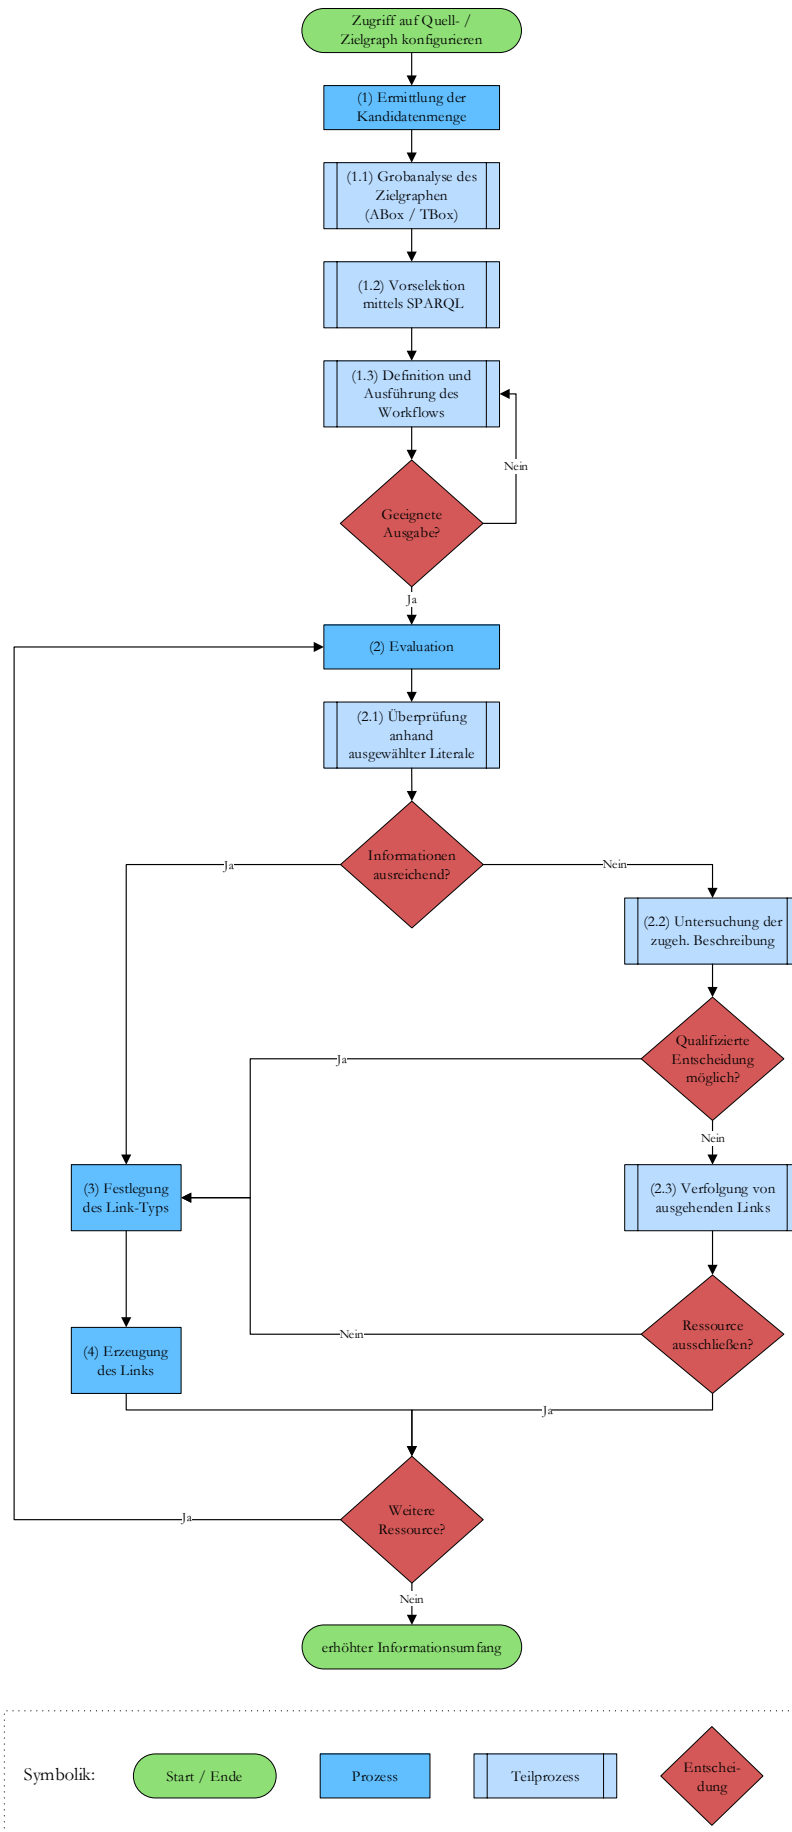 Zugriff auf Quell- /
Zielgraph konfigurieren
(1) Ermittlung der
Kandidatenmenge
(1.1) Grobanalyse des
Zielgraphen
(ABox / TBox)
(1.2) Vorselektion
mittels SPARQL
(1.3) Definition und
Ausführung des
Workflows
Nein
Geeignete
Ausgabe?
Ja
(2) Evaluation
(2.1) Überprüfung
anhand
ausgewählter Literale
Informationen
ausreichend?
Ja
Nein
(2.2) Untersuchung der
zugeh. Beschreibung
Qualifizierte
Entscheidung
möglich?
Ja
Nein
(3) Festlegung
des Link-Typs
(2.3) Verfolgung von
ausgehenden Links
Ressource
ausschließen?
Nein
(4) Erzeugung
des Links
Ja
Weitere
Ressource?
Ja
Nein
erhöhter Informationsumfang
Symbolik:
Start / Ende
Prozess
Teilprozess
Entschei-
dung